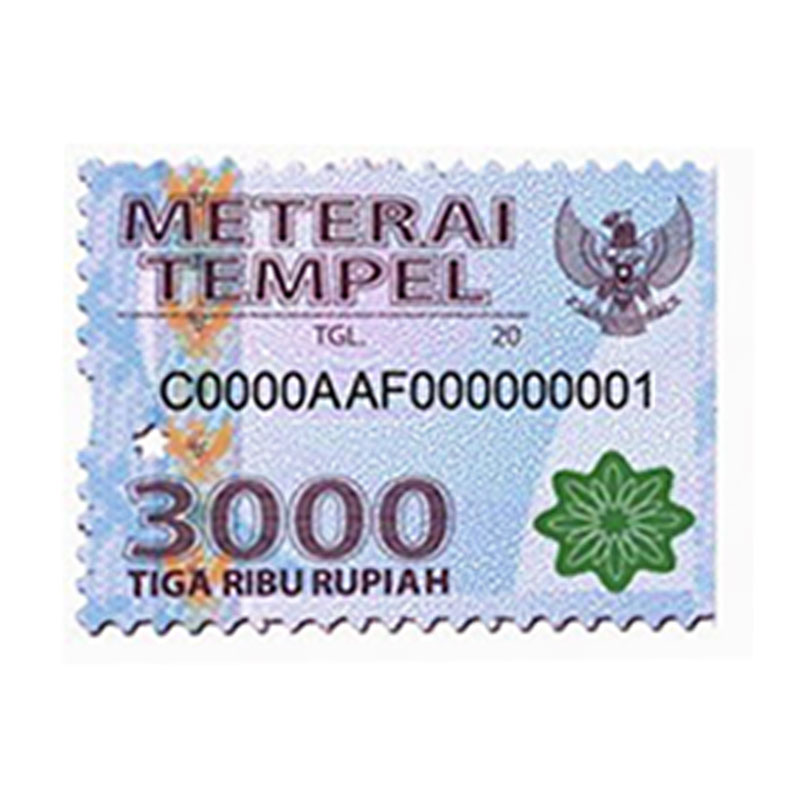 METERAI
TEMPEL
TGL. 20
C0000AAF000000001
3000
TIGA RIBU RUPIAH